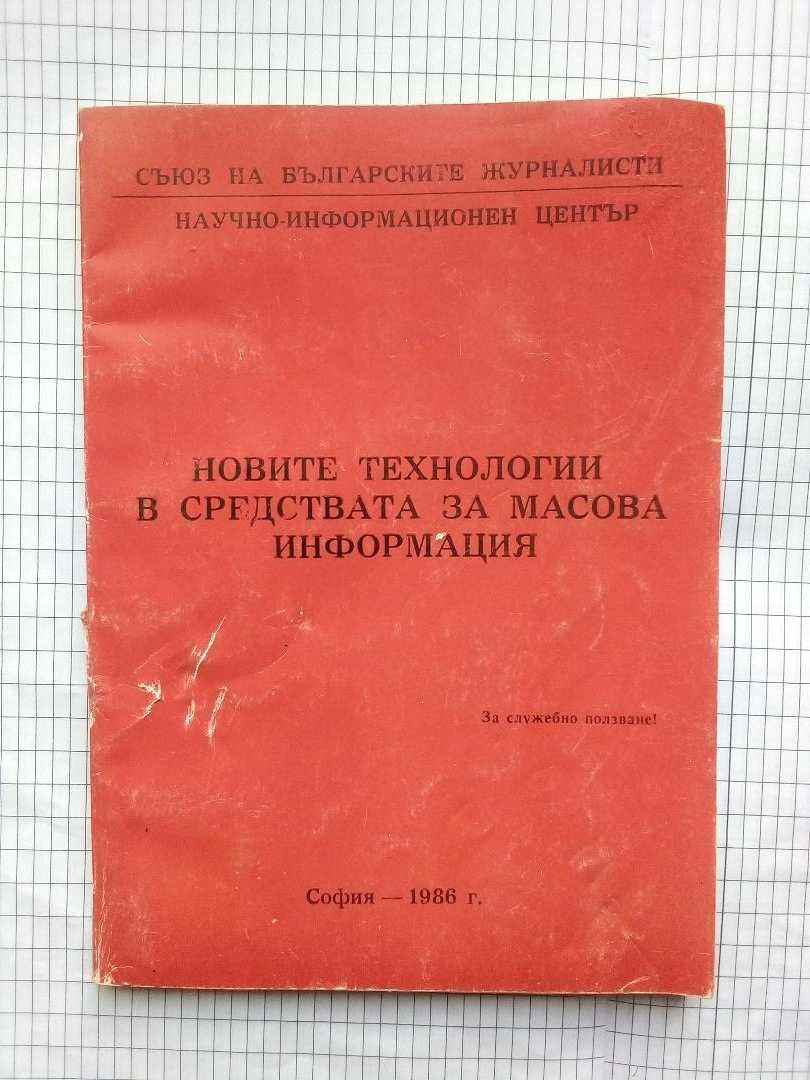 СЪЮЗ НА БЪЛГАРСКИТЕ ЖУРНАЛИСТИ
НАУЧНО-ИНФОРМАЦИОНЕН ЦЕНТЪР
НОВИТЕ ТЕХНОЛОГИИ
В СРЕДСТВАТА ЗА МАСОВА
ИНФОРМАЦИЯ
За служебно ползване!
София — 1986 г.